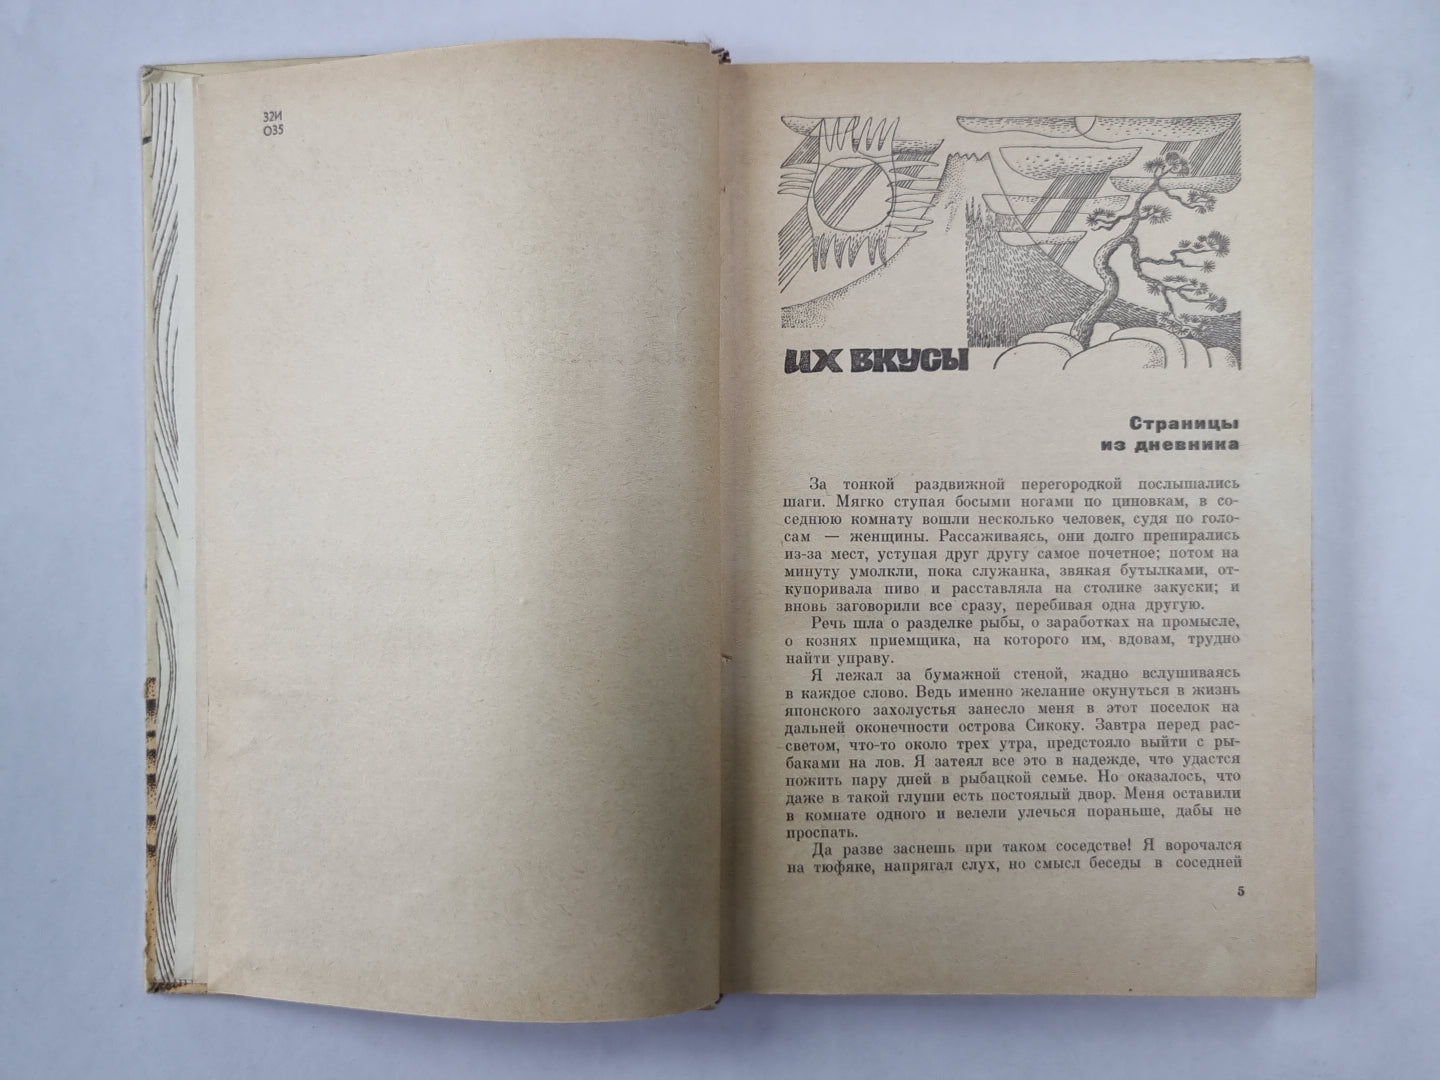 32И
О35
ИХ ВКУСЫ
Страницы
из дневника
За тонкой раздвижной перегородкой послышались
шаги. Мягко ступая босыми ногами по циновкам, в со-
седнюю комнату вошли несколько человек, судя по голо-
сам — женщины. Рассаживаясь, они долго препирались
из-за мест, уступая друг другу самое почетное; потом на
минуту умолкли, пока служанка, звякая бутылками, от-
купоривала пиво и расставляла на столике закуски; и
вновь заговорили все сразу, перебивая одна другую.
Речь шла о разделке рыбы, о заработках на промысле,
о кознях приемщика, на которого им, вдовам, трудно
найти управу.
Я лежал за бумажной стеной, жадно вслушиваясь
в каждое слово. Ведь именно желание окунуться в жизнь
японского захолустья занесло меня в этот поселок на
дальней оконечности острова Сикоку. Завтра перед рас-
светом, что-то около трех утра, предстояло выйти с ры-
баками на лов. Я затеял все это в надежде, что удастся
пожить пару дней в рыбацкой семье. Но оказалось, что
даже в такой глуши есть постоялый двор. Меня оставили
в комнате одного и велели улечься пораньше, дабы не
проспать.
Да разве заснешь при таком соседстве! Я ворочался
на тюфяке, напрягал слух, но смысл беседы в соседней
5